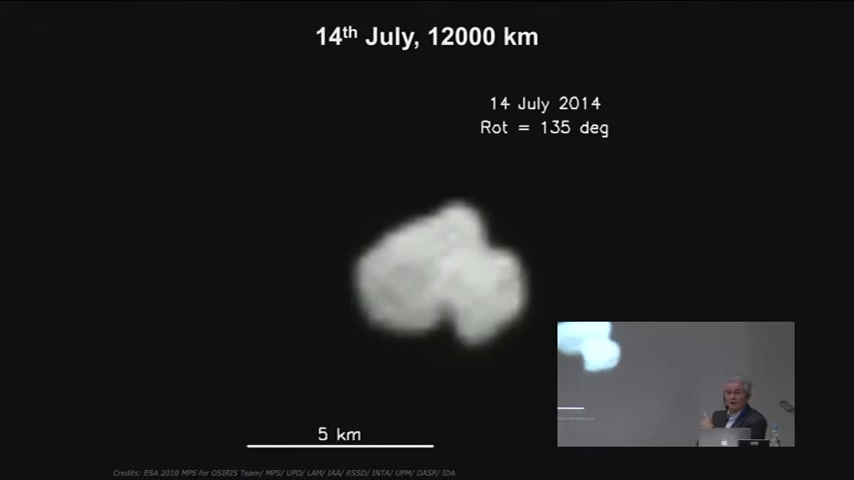 14th July, 12000 km
14 July 2014
Rot = 135 deg
5 km
Credits: ESA 2010 MPS for OSIRIS Team/ MPS/ UPD/ LAM/ IAA/ RSSD/ INTA/ UPM/ DASP/ IDA